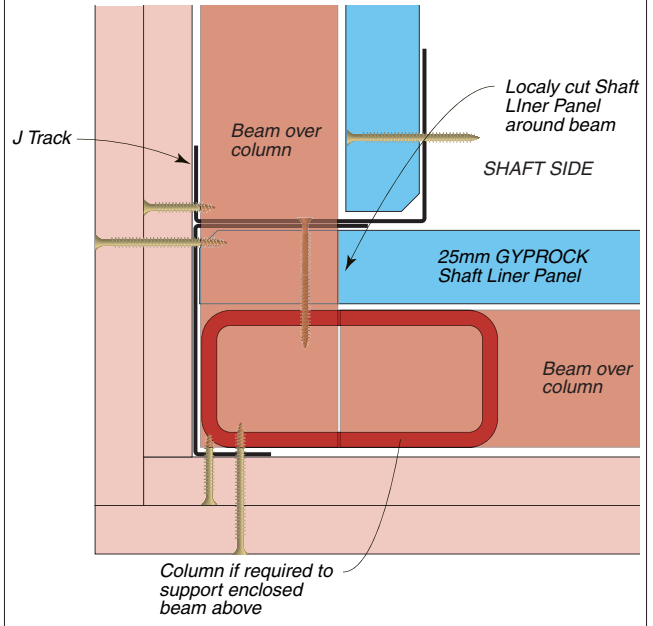 Localy cut Shaft
LIner Panel
around beam
J Track
Beam over
column
SHAFT SIDE
25mm GYPROCK
Shaft Liner Panel
Beam over
column
Column if required to
support enclosed
beam above